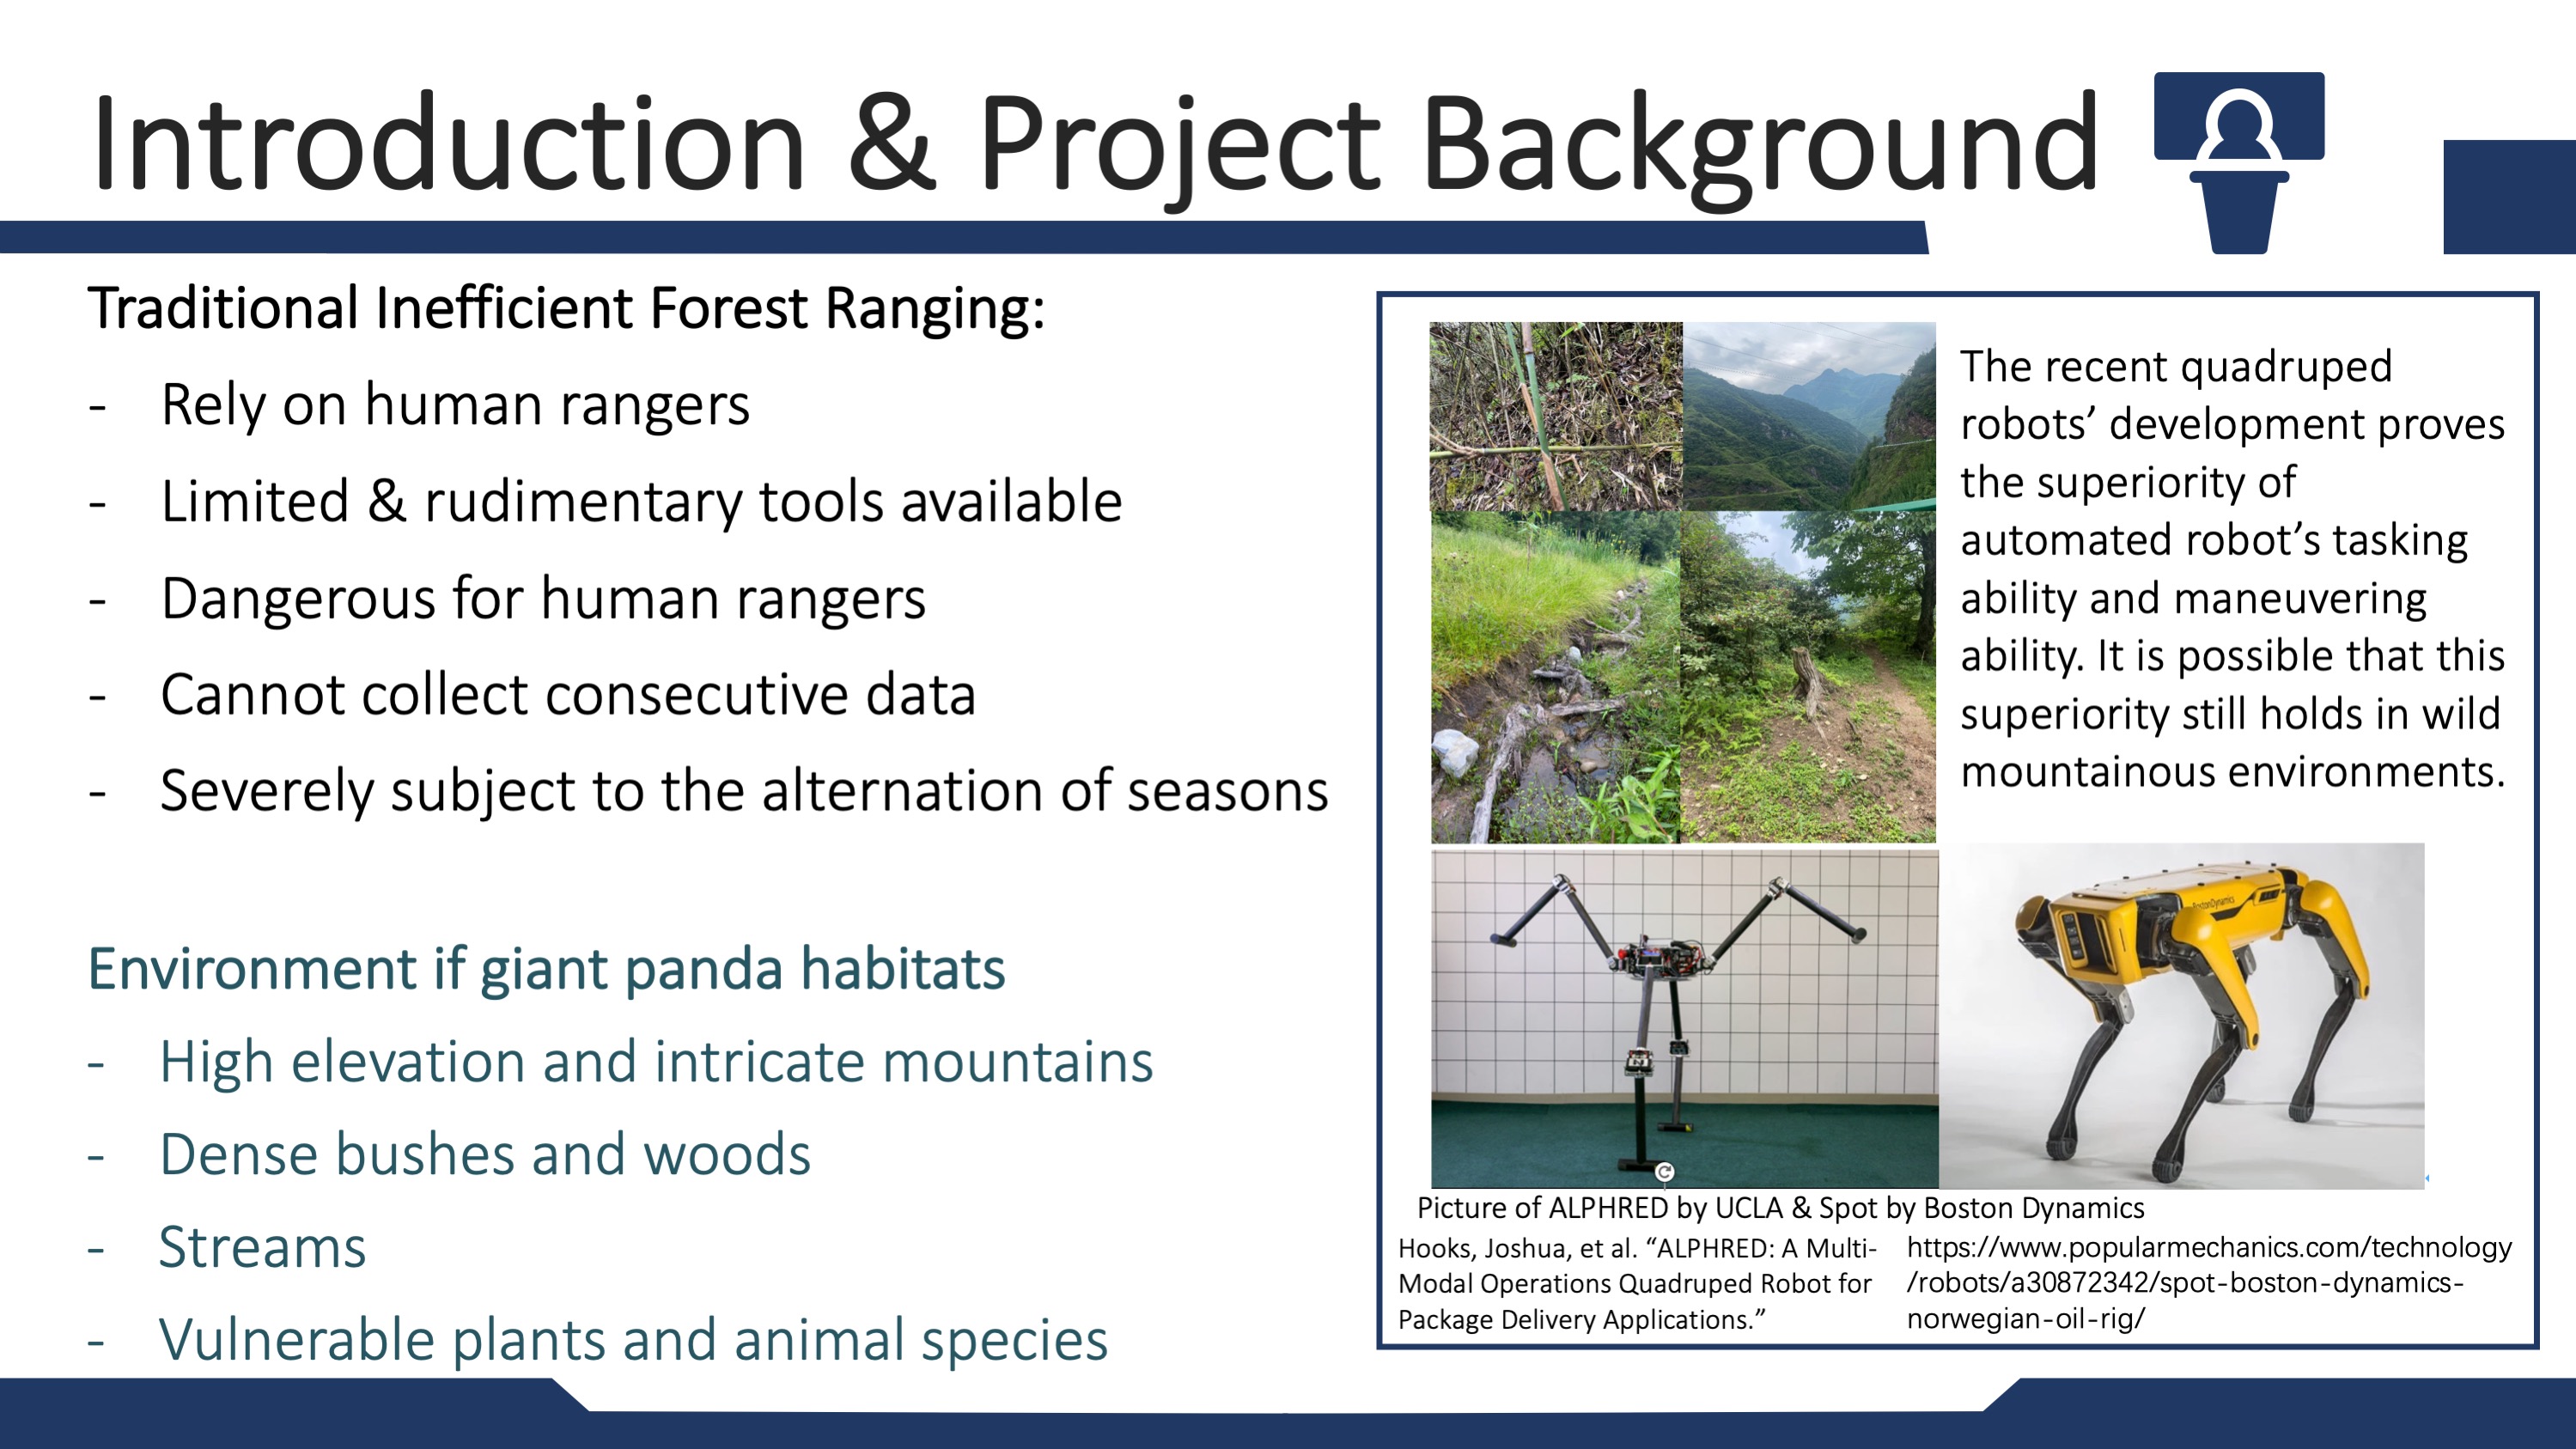 Introduction & Project Background
Traditional Inefficient Forest Ranging:
- Rely on human rangers
- Limited & rudimentary tools available
- Dangerous for human rangers
- Cannot collect consecutive data
- Severely subject to the alternation of seasons
Environment if giant panda habitats
- High elevation and intricate mountains
- Dense bushes and woods
- Streams
- Vulnerable plants and animal species
The recent quadruped
robots’ development proves
the superiority of
automated robot’s tasking
ability and maneuvering
ability. It is possible that this
superiority still holds in wild
mountainous environments.
BostonDynamics
Picture of ALPHRED by UCLA & Spot by Boston Dynamics
Hooks, Joshua, et al. “ALPHRED: A Multi-
Modal Operations Quadruped Robot for
Package Delivery Applications.”
https://www.popularmechanics.com/technology
/robots/a30872342/spot-boston-dynamics-
norwegian-oil-rig/